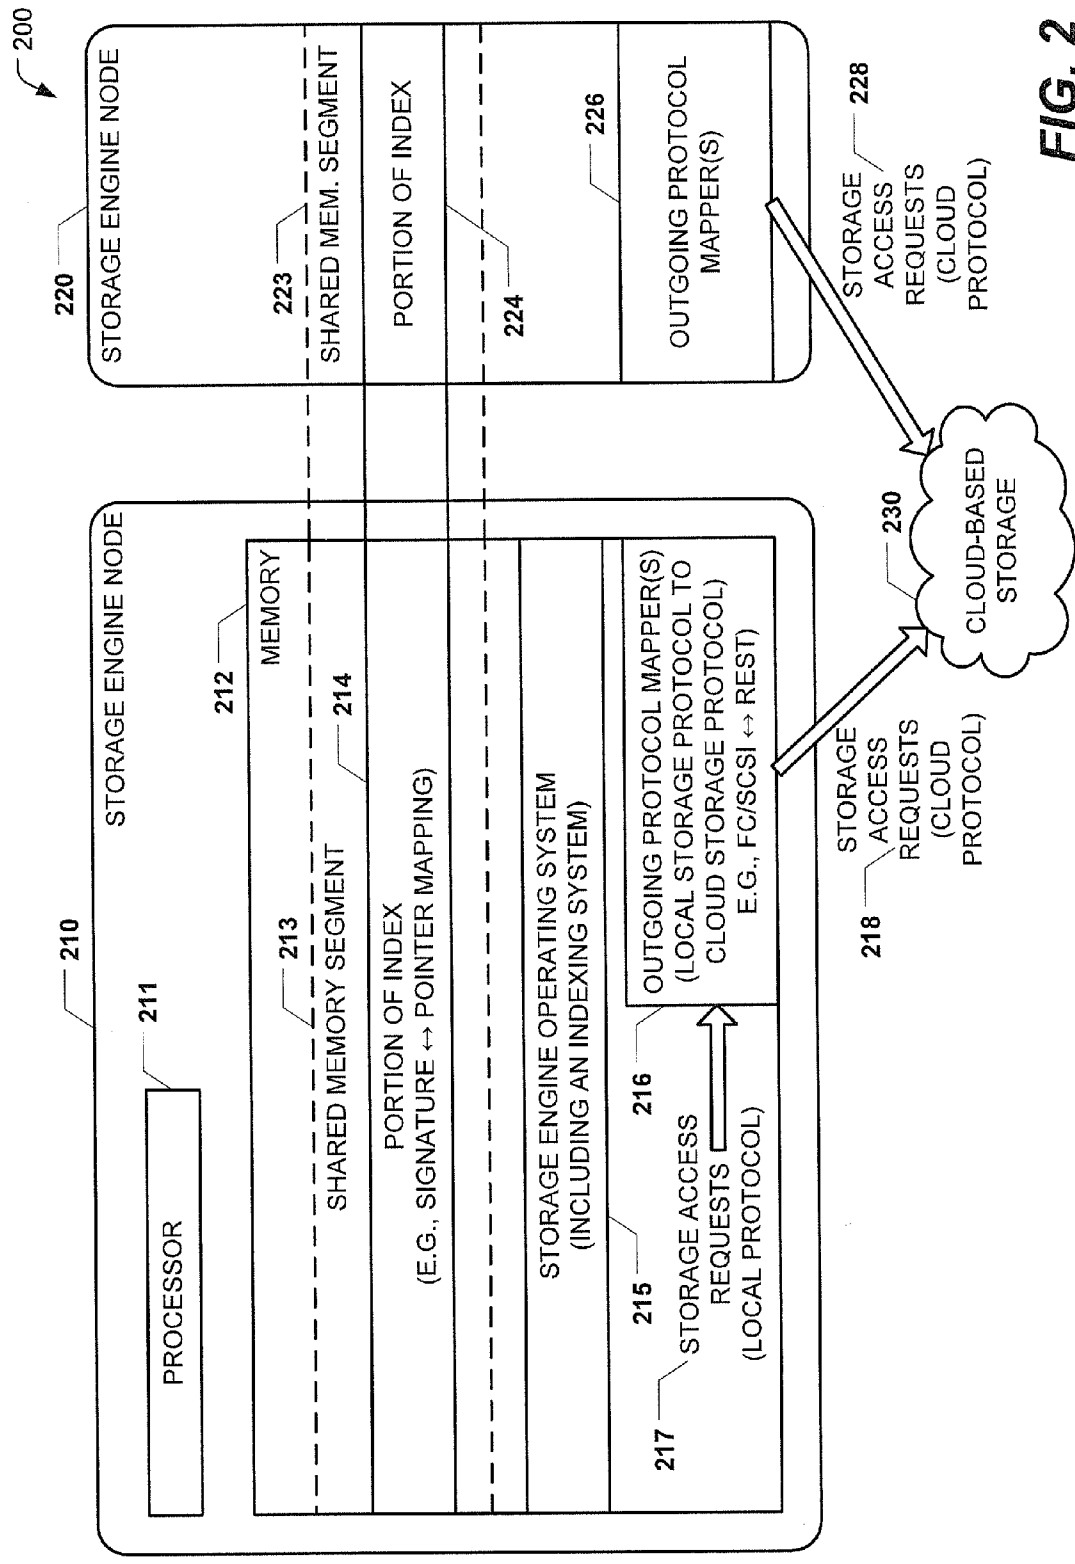 200
210
STORAGE ENGINE NODE
211
PROCESSOR
212
MEMORY
213
SHARED MEMORY SEGMENT
214
PORTION OF INDEX
(E.G., SIGNATURE ↔ POINTER MAPPING)
STORAGE ENGINE OPERATING SYSTEM
(INCLUDING AN INDEXING SYSTEM)
215
217
STORAGE ACCESS
REQUESTS
(LOCAL PROTOCOL)
216
OUTGOING PROTOCOL MAPPER(S)
(LOCAL STORAGE PROTOCOL TO
CLOUD STORAGE PROTOCOL)
E.G., FC/SCSI ↔ REST)
220
STORAGE ENGINE NODE
223
SHARED MEM. SEGMENT
PORTION OF INDEX
224
226
OUTGOING PROTOCOL
MAPPER(S)
218
STORAGE
ACCESS
REQUESTS
(CLOUD
PROTOCOL)
230
CLOUD-BASED
STORAGE
228
STORAGE
ACCESS
REQUESTS
(CLOUD
PROTOCOL)
FIG. 2